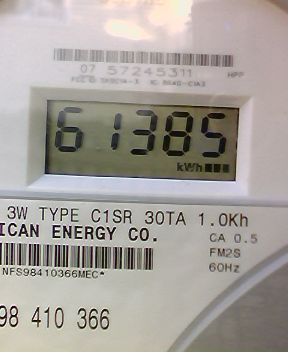 07 57245311 HPP
61385
kWh
3W TYPE C1SR 30TA 1.0Kh
ICAN ENERGY CO.
CA 0.5
FM2S
60Hz
NFS98410366MEC*
98 410 366